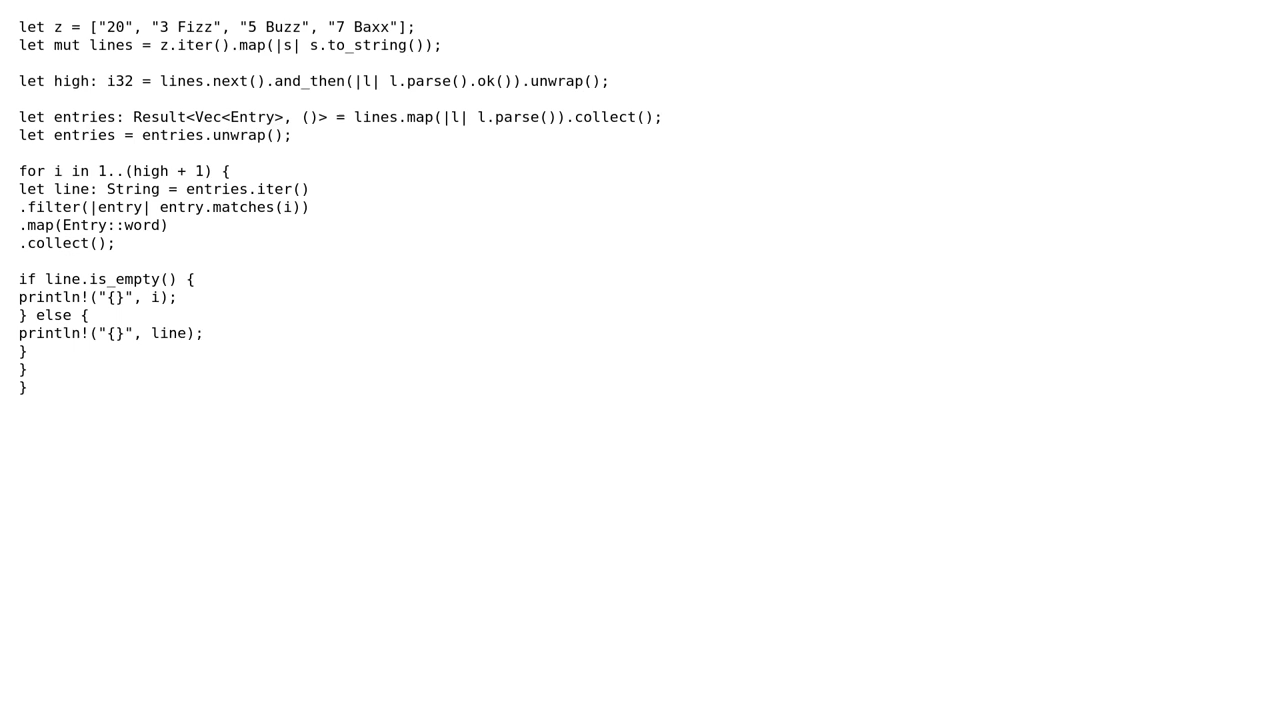 let z = ["20", "3 Fizz", "5 Buzz", "7 Baxx"];
let mut lines = z.iter().map(|s| s.to_string());

let high: i32 = lines.next().and_then(|l| l.parse().ok()).unwrap();

let entries: Result<Vec<Entry>, ()> = lines.map(|l| l.parse()).collect();
let entries = entries.unwrap();

for i in 1..(high + 1) {
let line: String = entries.iter()
.filter(|entry| entry.matches(i))
.map(Entry::word)
.collect();

if line.is_empty() {
println!("{}", i);
} else {
println!("{}", line);
}
}
}